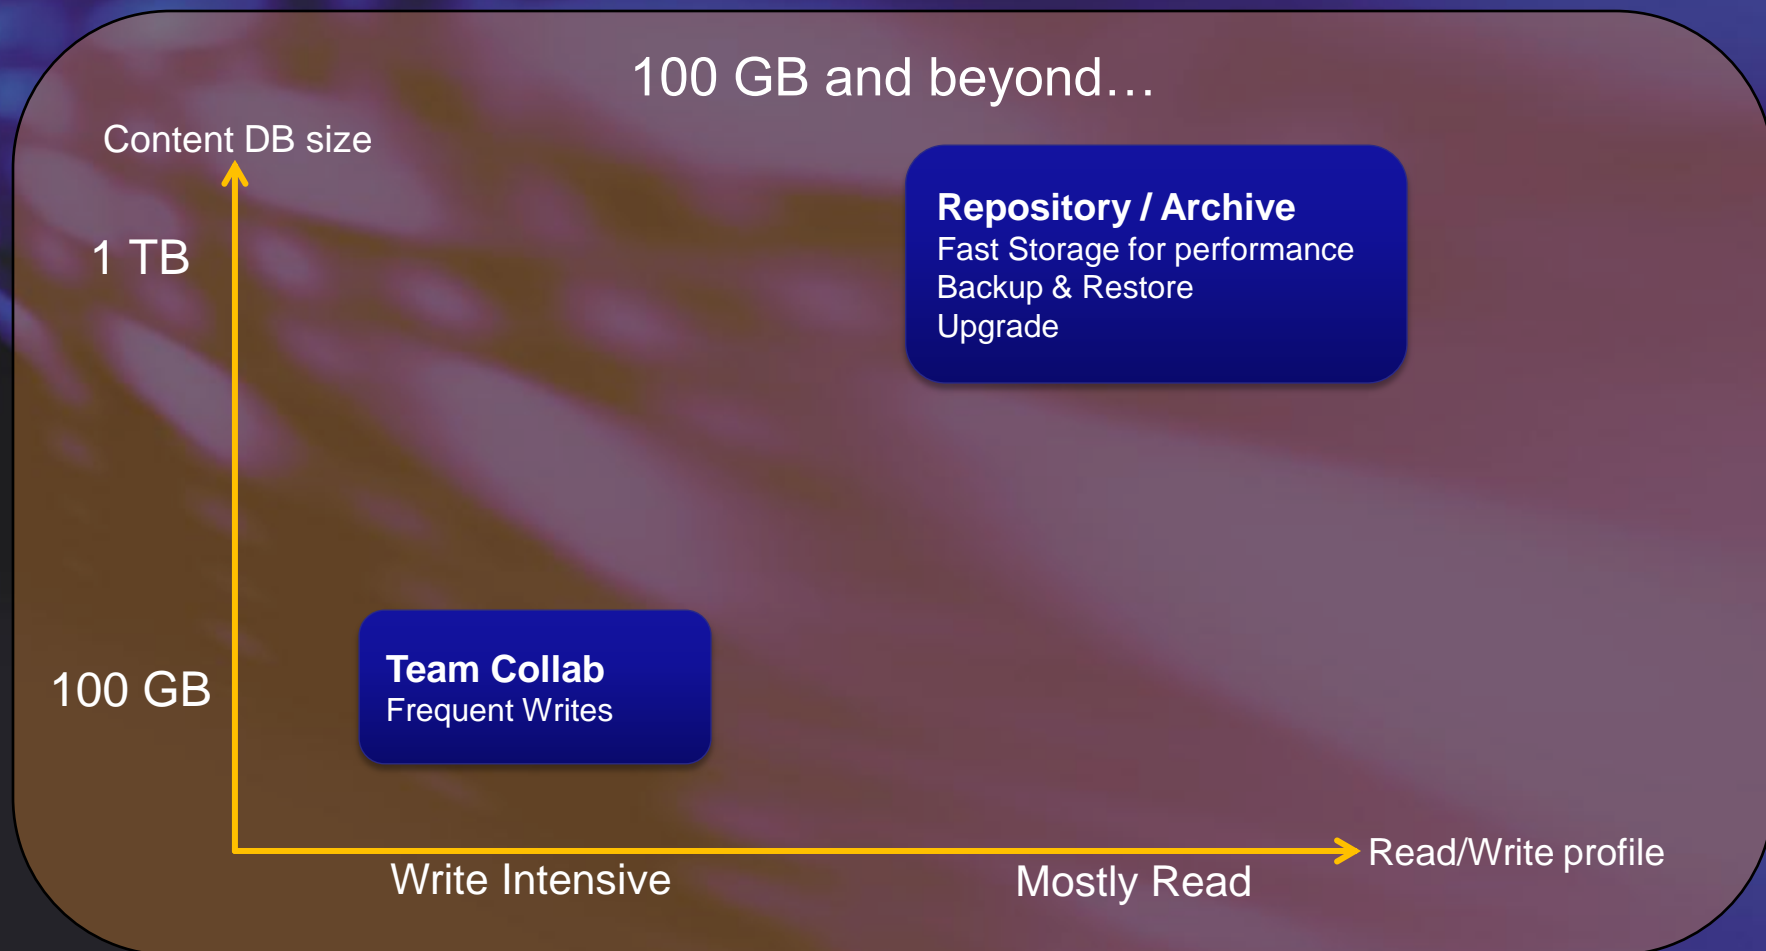 100 GB and beyond…
Content DB size
1 TB
Repository / Archive
Fast Storage for performance
Backup & Restore
Upgrade
100 GB
Team Collab
Frequent Writes
Read/Write profile
Write Intensive
Mostly Read